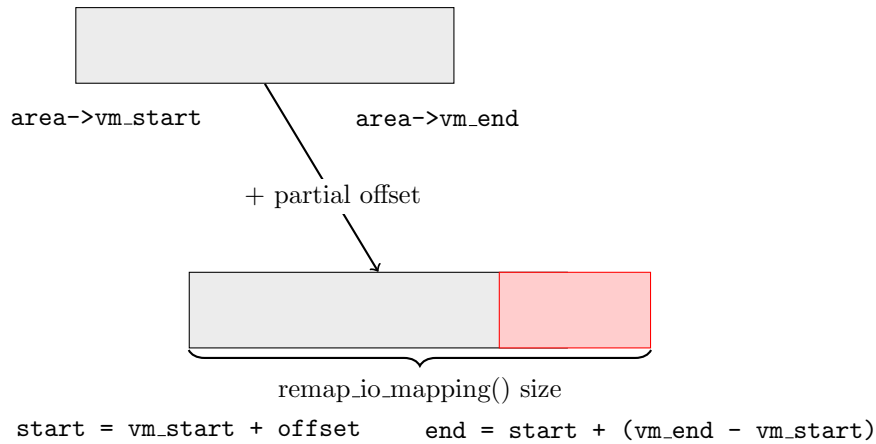 area->vm_start area->vm_end
+ partial offset
remap_io_mapping() size
start = vm_start + offset end = start + (vm_end - vm_start)